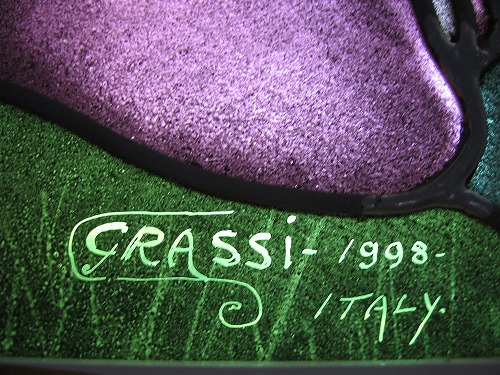 GRASSi- 1998-
ITALY.